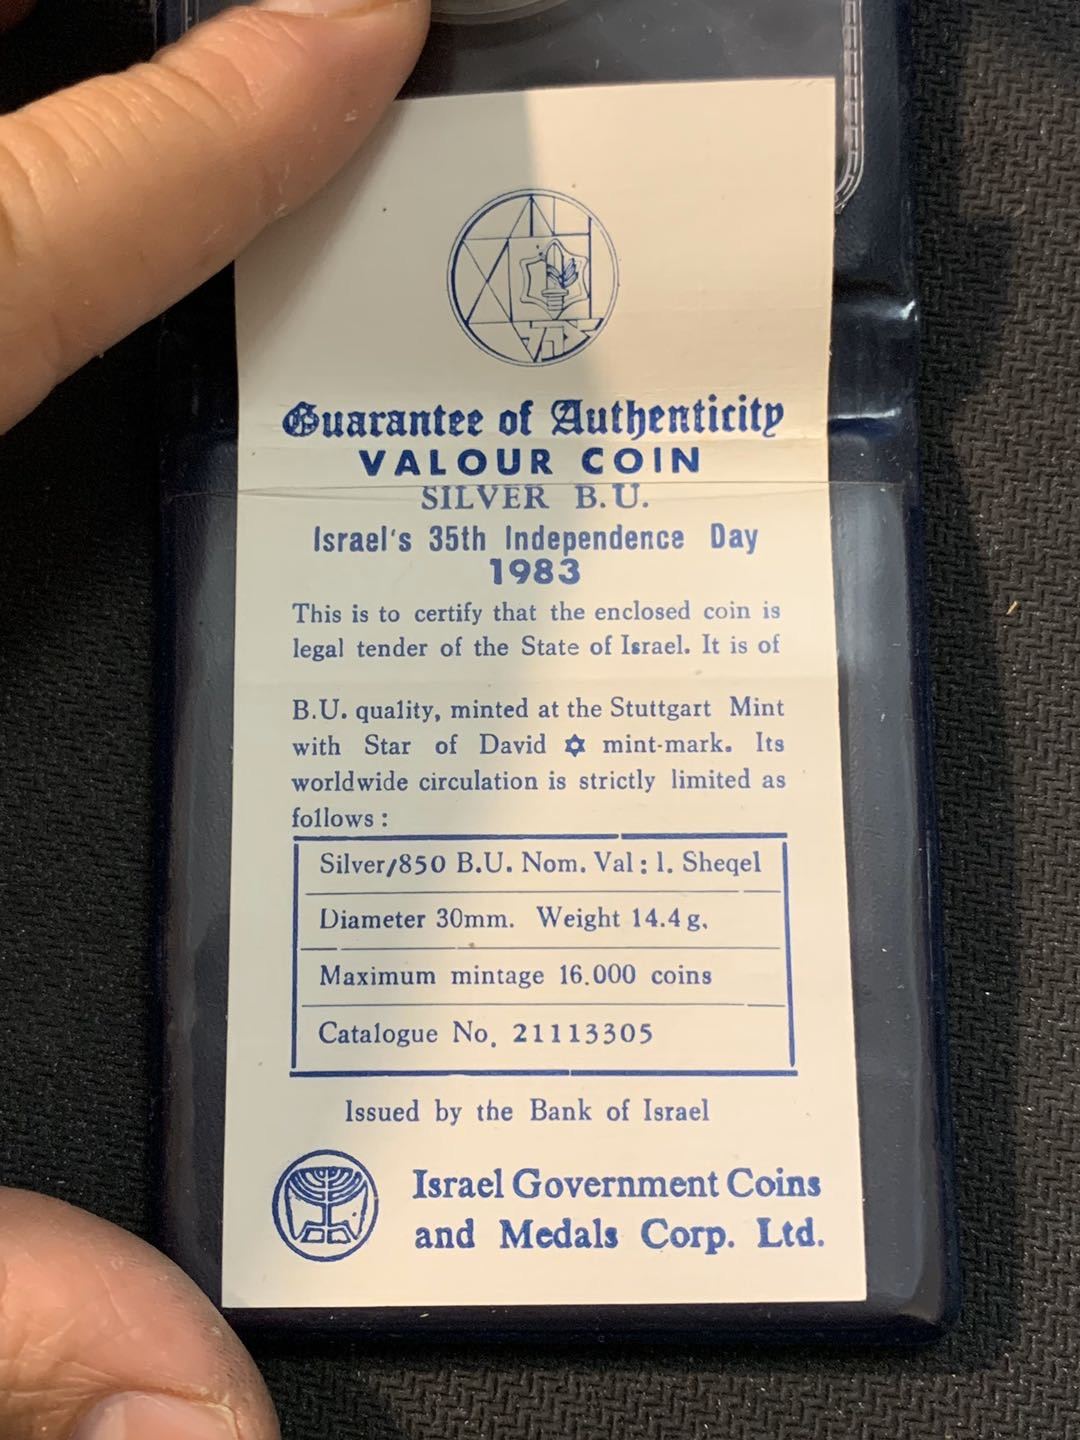 Guarantee of Authenticity
VALOUR COIN
SILVER B.U.
Israel's 35th Independence Day
1983
This is to certify that the enclosed coin is
legal tender of the State of Israel. It is of
B.U. quality, minted at the Stuttgart Mint
with Star of David ✡ mint-mark. Its
worldwide circulation is strictly limited as
follows :
Silver/850 B.U. Nom. Val : 1. Sheqel
Diameter 30mm. Weight 14.4 g.
Maximum mintage 16.000 coins
Catalogue No. 21113305
Issued by the Bank of Israel
Israel Government Coins
and Medals Corp. Ltd.